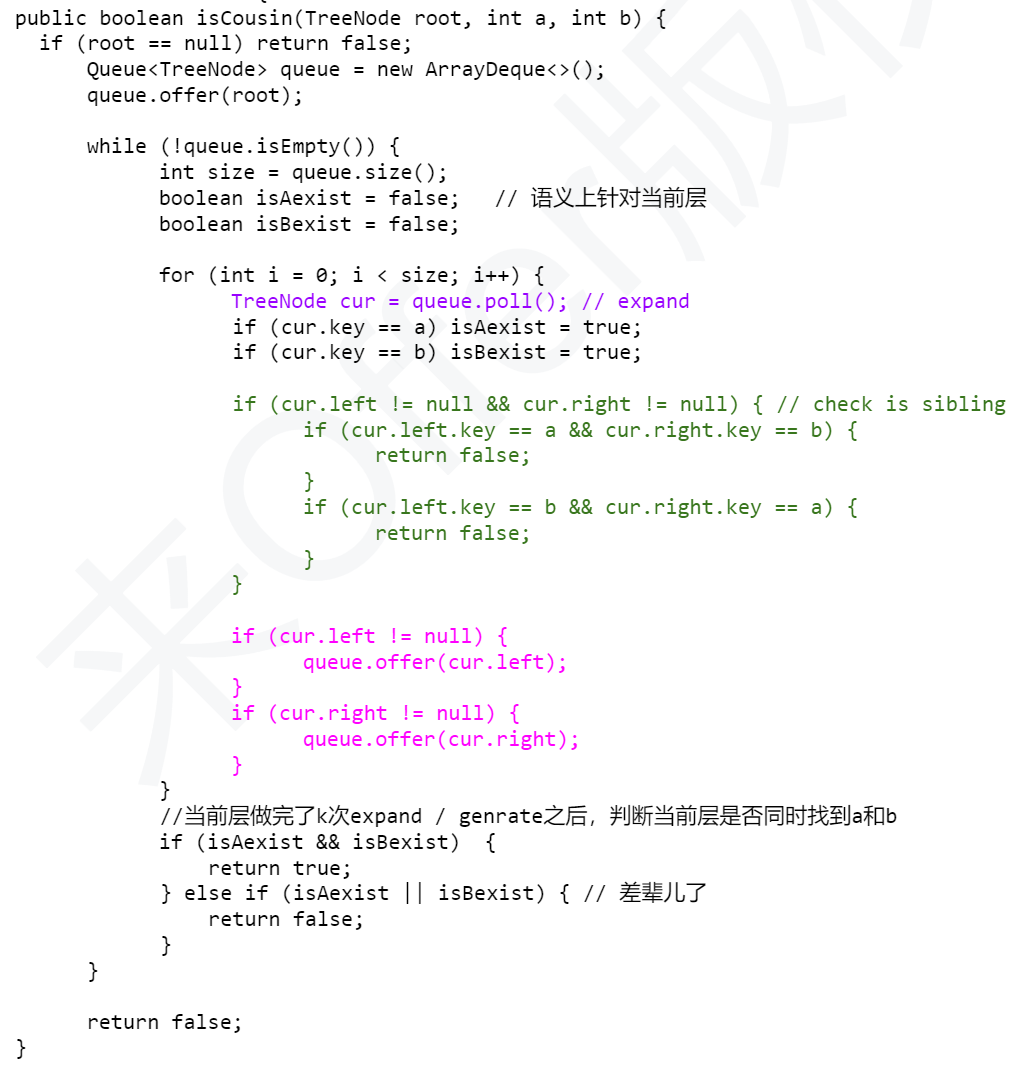 public boolean isCousin(TreeNode root, int a, int b) {
if (root == null) return false;
Queue<TreeNode> queue = new ArrayDeque<>();
queue.offer(root);
while (!queue.isEmpty()) {
int size = queue.size();
boolean isAexist = false;   // 语义上针对当前层
boolean isBexist = false;
for (int i = 0; i < size; i++) {
TreeNode cur = queue.poll(); // expand
if (cur.key == a) isAexist = true;
if (cur.key == b) isBexist = true;
if (cur.left != null && cur.right != null) { // check is sibling
if (cur.left.key == a && cur.right.key == b) {
return false;
}
if (cur.left.key == b && cur.right.key == a) {
return false;
}
}
if (cur.left != null) {
queue.offer(cur.left);
}
if (cur.right != null) {
queue.offer(cur.right);
}
}
//当前层做完了k次expand / genrate之后，判断当前层是否同时找到a和b
if (isAexist && isBexist)  {
return true;
} else if (isAexist || isBexist) { // 差辈儿了
return false;
}
}
return false;
}
来Offer版权